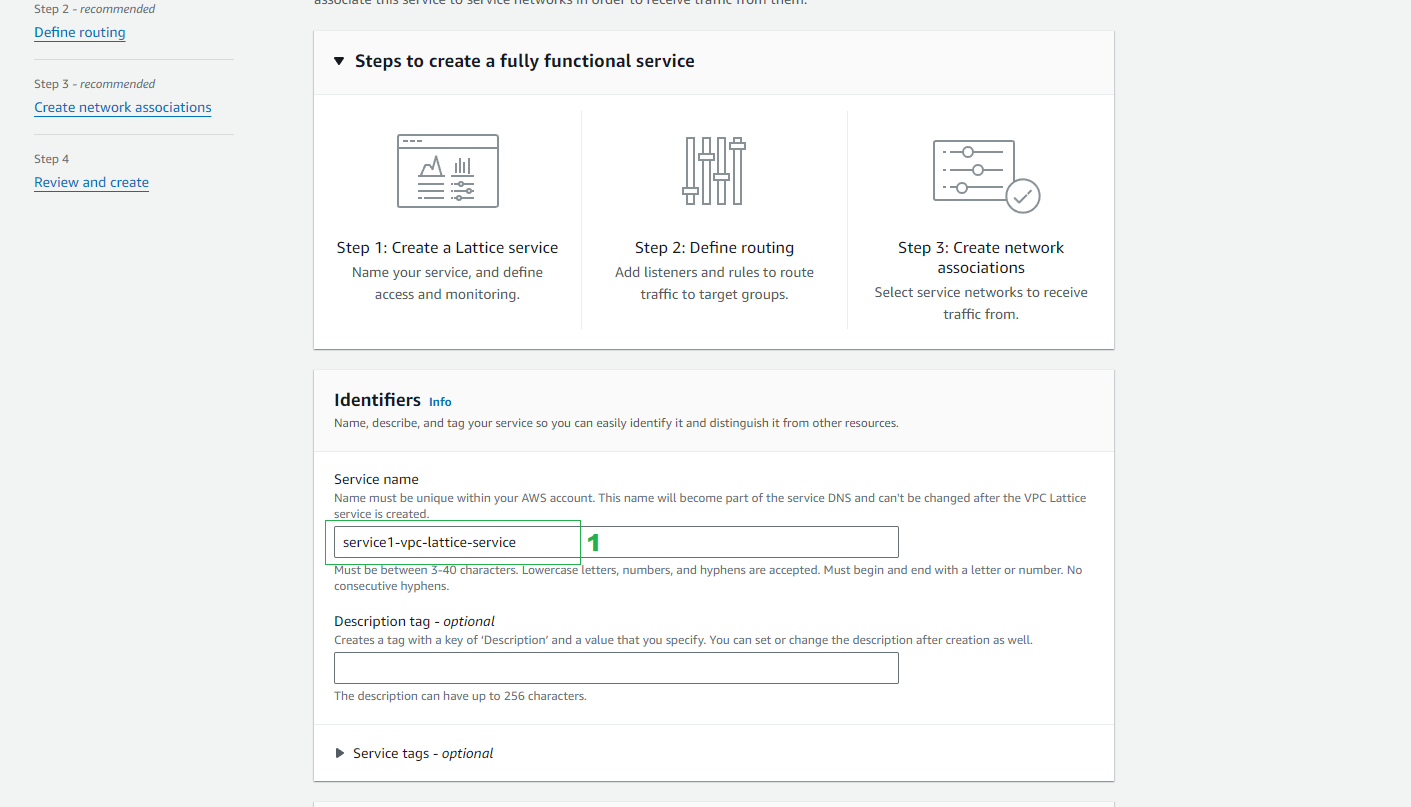 associate this service to service networks in order to receive traffic from them.
Step 2 - recommended
Define routing
Step 3 - recommended
Create network associations
Step 4
Review and create
Steps to create a fully functional service
Step 1: Create a Lattice service
Name your service, and define
access and monitoring.
Step 2: Define routing
Add listeners and rules to route
traffic to target groups.
Step 3: Create network
associations
Select service networks to receive
traffic from.
Identifiers Info
Name, describe, and tag your service so you can easily identify it and distinguish it from other resources.
Service name
Name must be unique within your AWS account. This name will become part of the service DNS and can't be changed after the VPC Lattice
service is created.
service1-vpc-lattice-service 1
Must be between 3-40 characters. Lowercase letters, numbers, and hyphens are accepted. Must begin and end with a letter or number. No
consecutive hyphens.
Description tag - optional
Creates a tag with a key of 'Description' and a value that you specify. You can set or change the description after creation as well.
The description can have up to 256 characters.
Service tags - optional